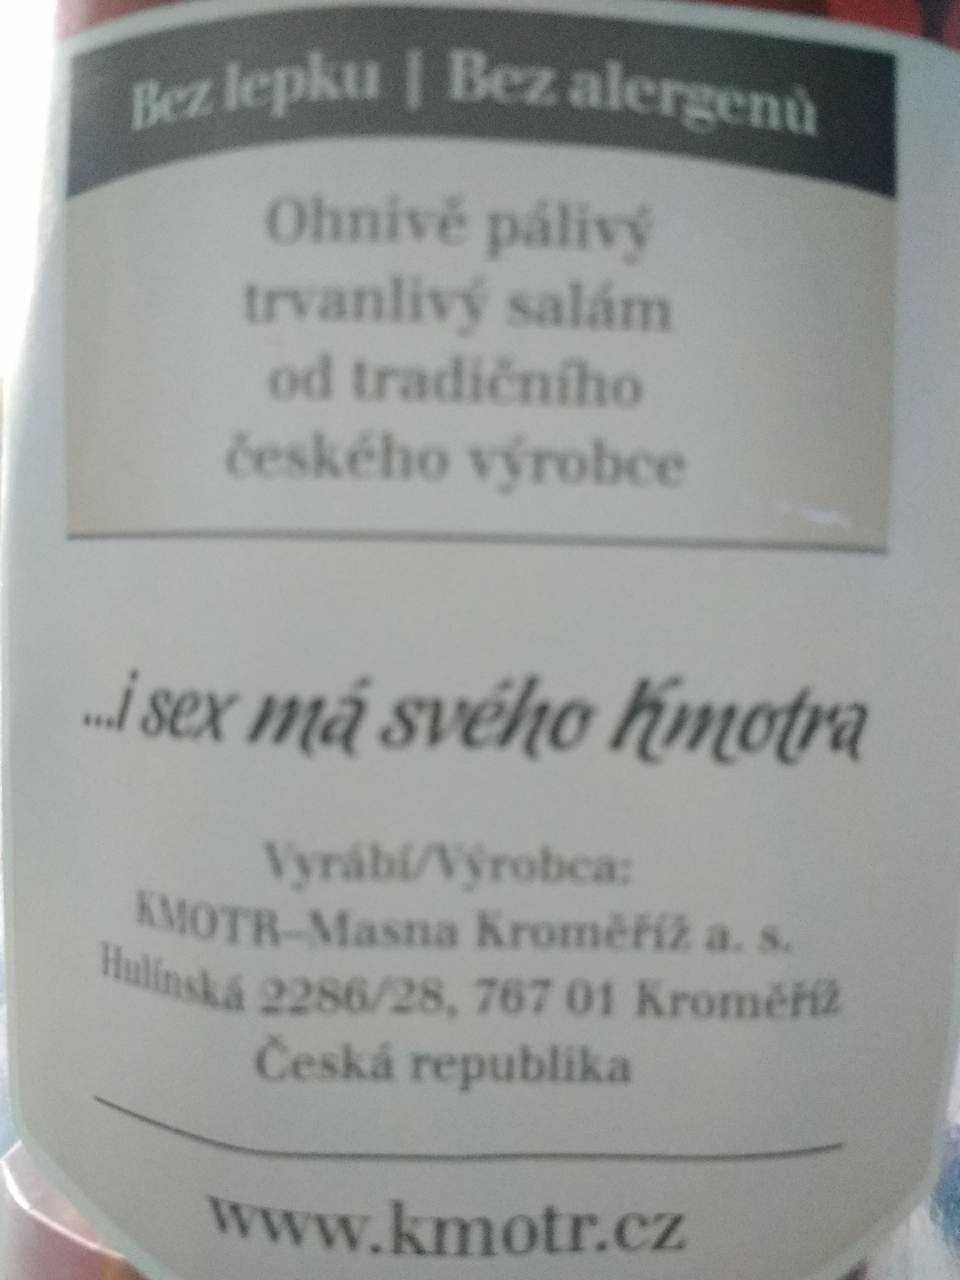 Bez lepku | Bez alergenů
Ohnivě pálivý
trvanlivý salám
od tradičního
českého výrobce
...i sex má svého Kmotra
Vyrábí/Výrobca:
KMOTR–Masna Kroměříž a. s.
Hulínská 2286/28, 767 01 Kroměříž
Česká republika
www.kmotr.cz